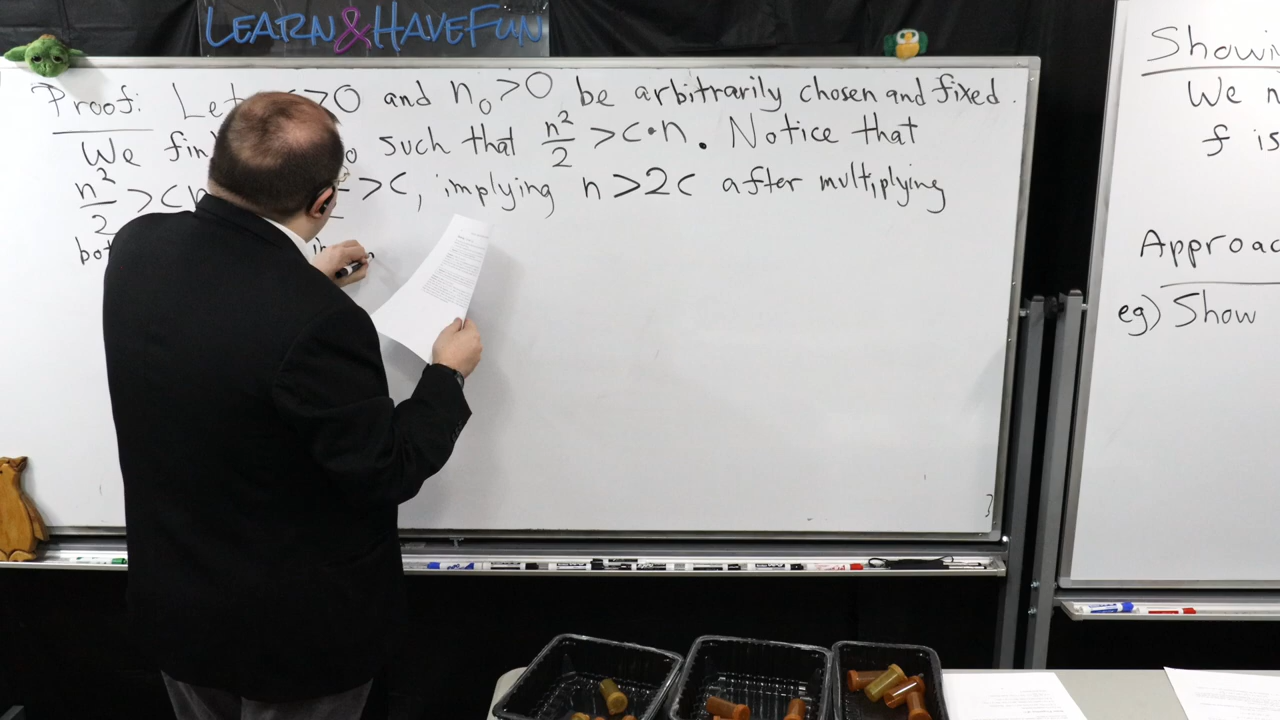 LEARN&HAVEFUN
Proof: Let >0 and n₀>0 be arbitrarily chosen and fixed.
We such that n²/2 > c·n. Notice that
n²/2 > c >c, implying n>2c after multiplying
Showi
We n
f is
Approac
eg) Show